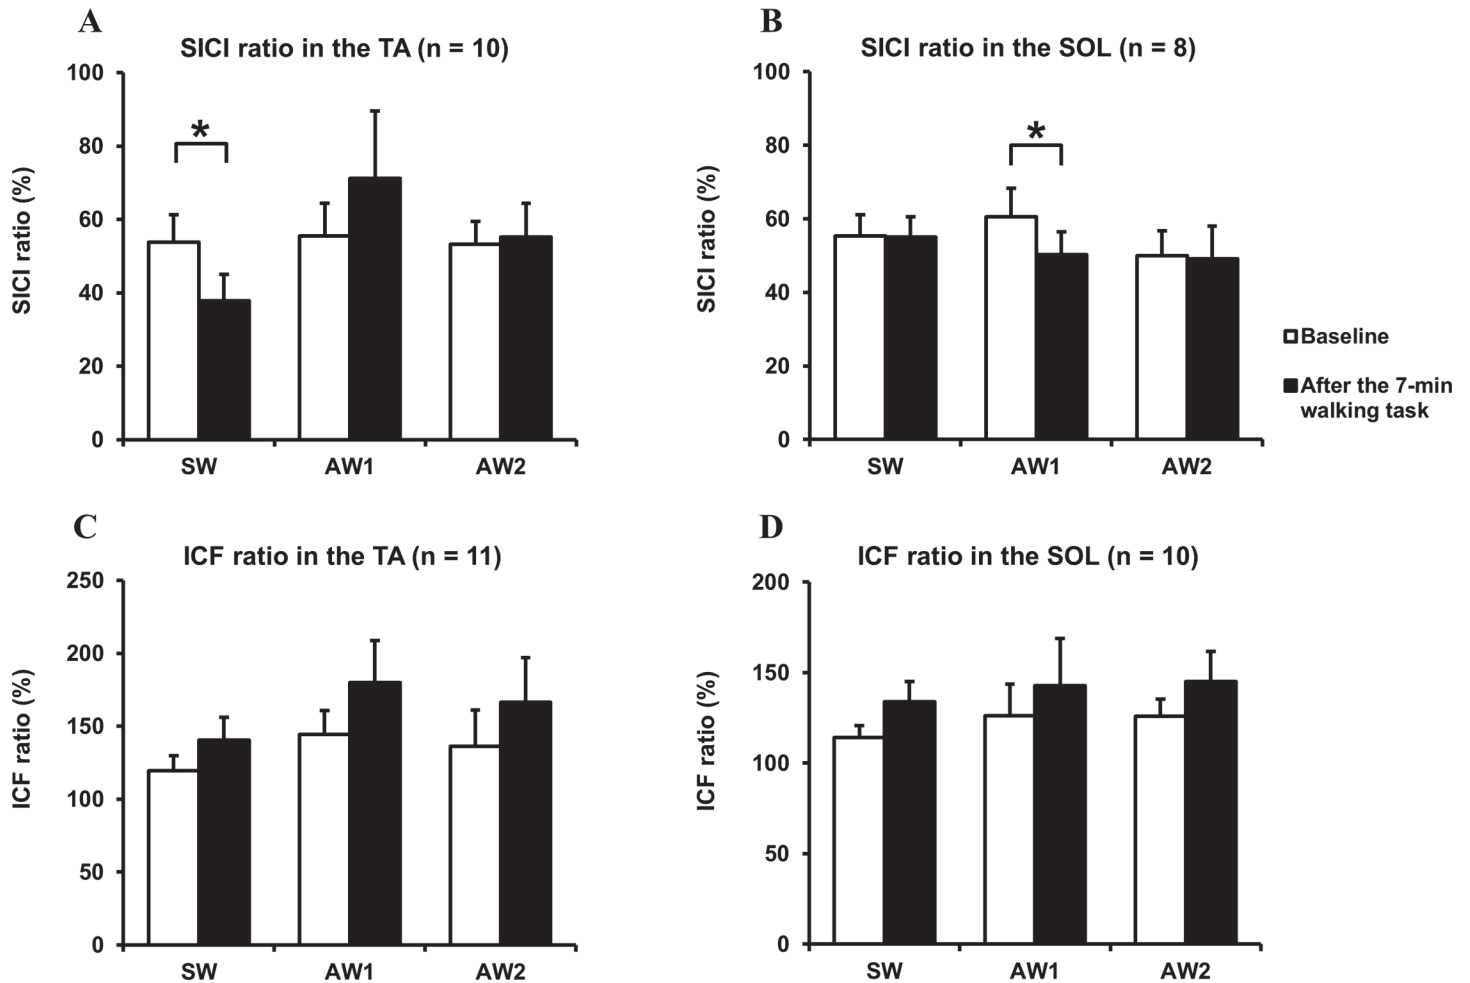 A
SICI ratio in the TA (n = 10)
SICI ratio (%)
100
80
60
40
20
0
*
SW
AW1
AW2
B
SICI ratio in the SOL (n = 8)
SICI ratio (%)
100
80
60
40
20
0
*
SW
AW1
AW2
Baseline
After the 7-min
walking task
C
ICF ratio in the TA (n = 11)
ICF ratio (%)
250
200
150
100
50
0
SW
AW1
AW2
D
ICF ratio in the SOL (n = 10)
ICF ratio (%)
200
150
100
50
0
SW
AW1
AW2